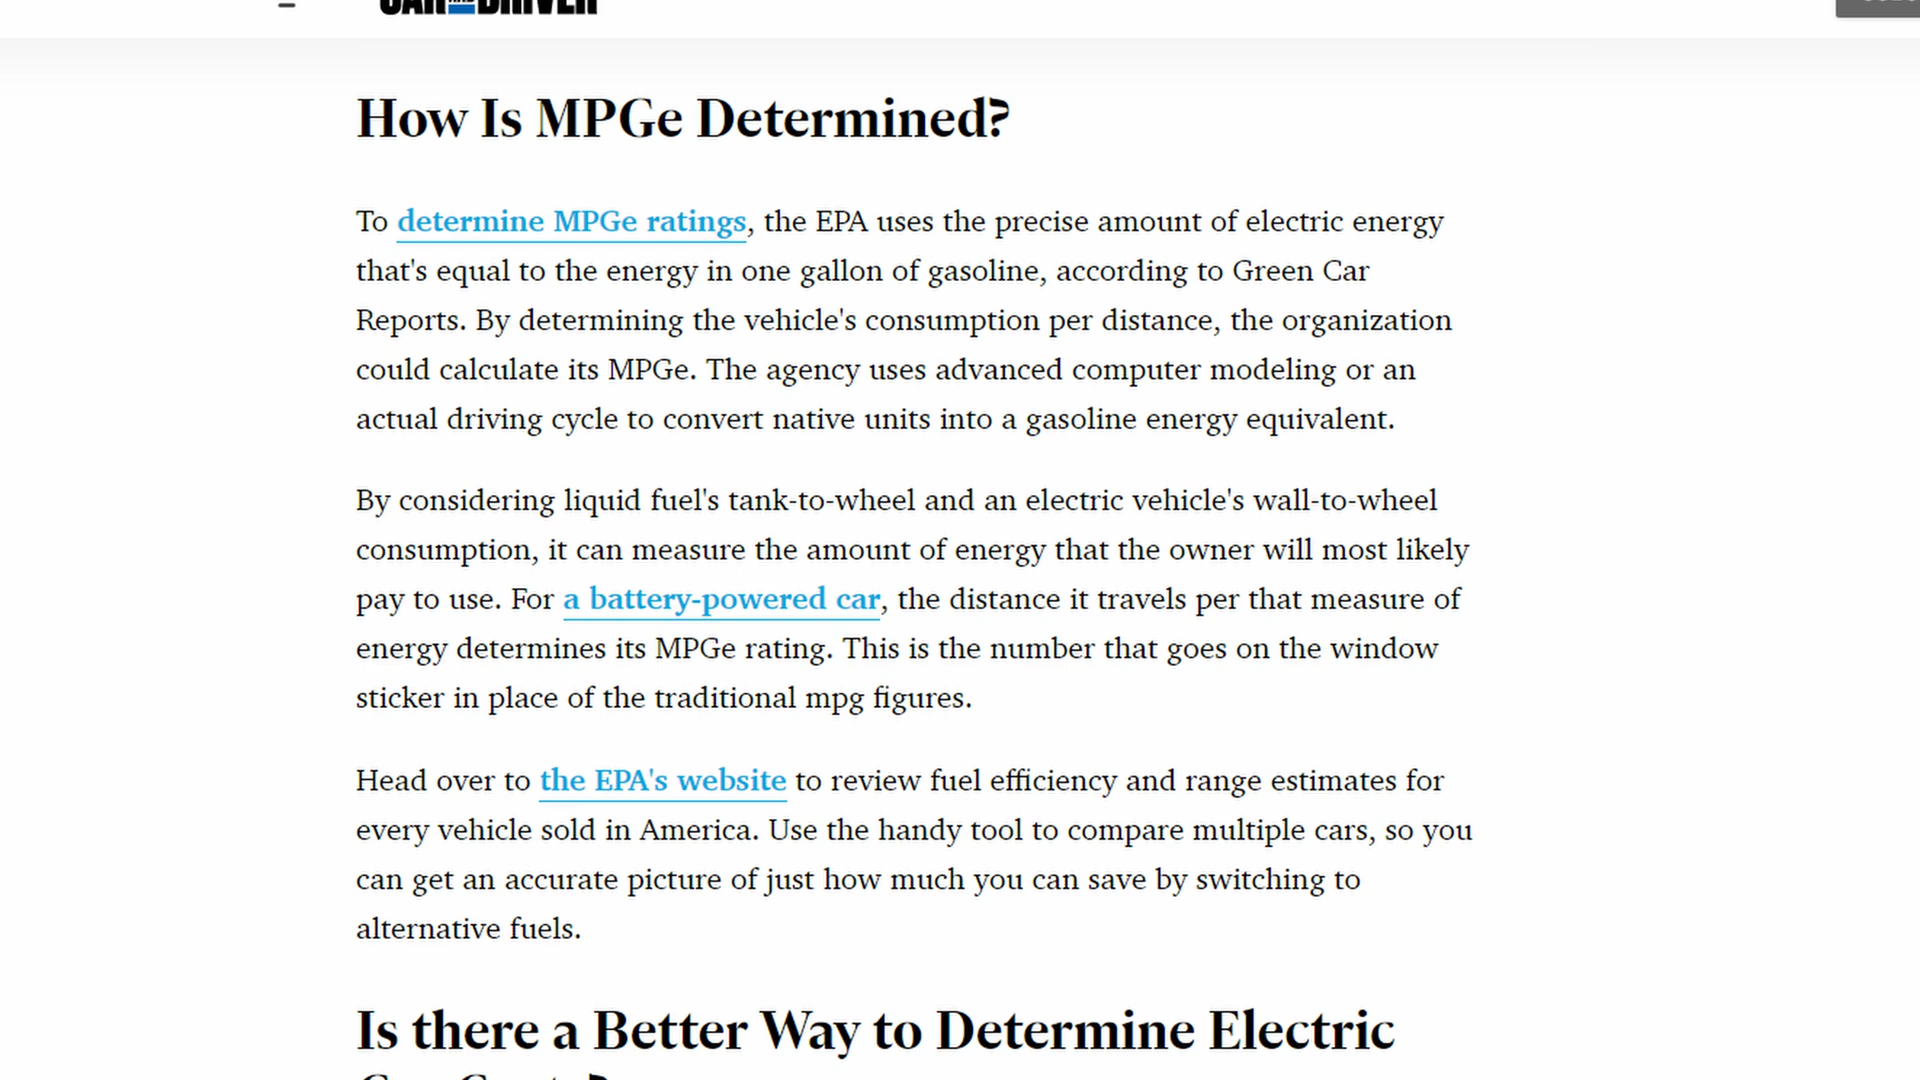 CAR AND DRIVER
How Is MPGe Determined?
To determine MPGe ratings, the EPA uses the precise amount of electric energy
that's equal to the energy in one gallon of gasoline, according to Green Car
Reports. By determining the vehicle's consumption per distance, the organization
could calculate its MPGe. The agency uses advanced computer modeling or an
actual driving cycle to convert native units into a gasoline energy equivalent.
By considering liquid fuel's tank-to-wheel and an electric vehicle's wall-to-wheel
consumption, it can measure the amount of energy that the owner will most likely
pay to use. For a battery-powered car, the distance it travels per that measure of
energy determines its MPGe rating. This is the number that goes on the window
sticker in place of the traditional mpg figures.
Head over to the EPA's website to review fuel efficiency and range estimates for
every vehicle sold in America. Use the handy tool to compare multiple cars, so you
can get an accurate picture of just how much you can save by switching to
alternative fuels.
Is there a Better Way to Determine Electric